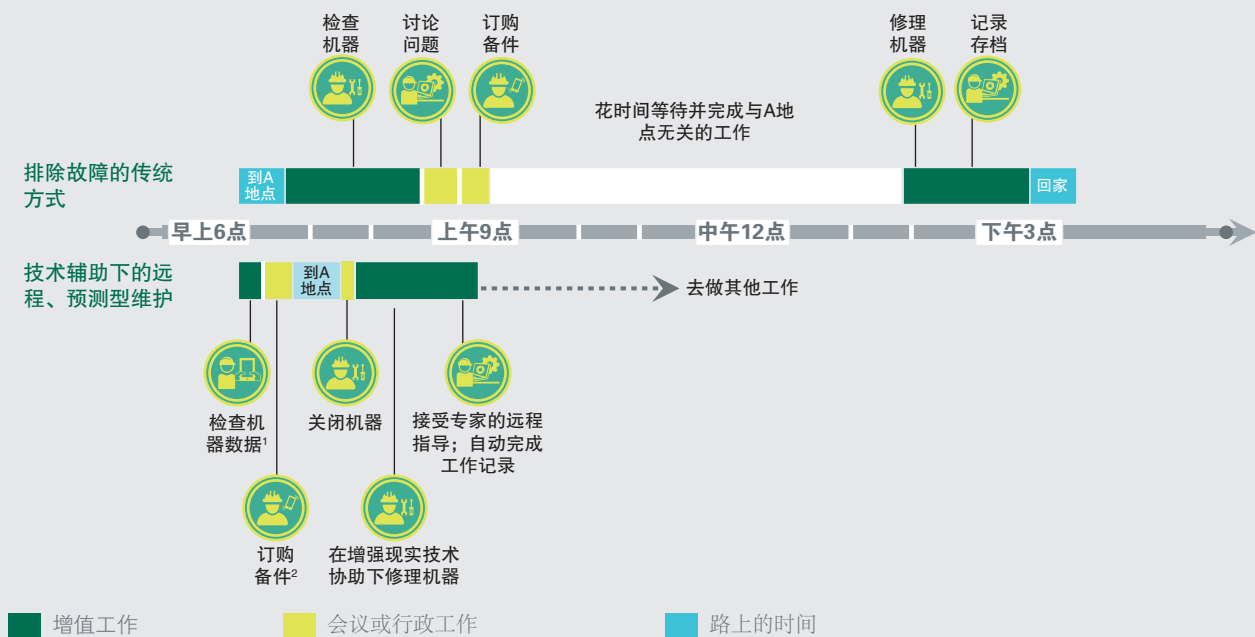 检查
机器
讨论
问题
订购
备件
修理
机器
记录
存档
花时间等待并完成与A地
点无关的工作
排除故障的传统
方式
到A
地点
回家
早上6点
上午9点
中午12点
下午3点
技术辅助下的远
程、预测型维护
到A
地点
去做其他工作
检查机
器数据¹
关闭机器
接受专家的远程
指导；自动完成
工作记录
订购
备件²
在增强现实技术
协助下修理机器
增值工作
会议或行政工作
路上的时间